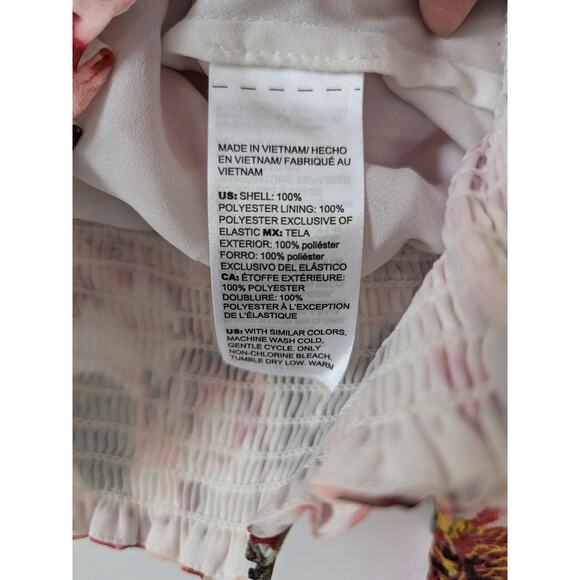 MADE IN VIETNAM/ HECHO
EN VIETNAM/ FABRIQUÉ AU
VIETNAM
US: SHELL: 100%
POLYESTER LINING: 100%
POLYESTER EXCLUSIVE OF
ELASTIC MX: TELA
EXTERIOR: 100% poliéster
FORRO: 100% poliéster
EXCLUSIVO DEL ELÁSTICO
CA: ÉTOFFE EXTÉRIEURE:
100% POLYESTER
DOUBLURE: 100%
POLYESTER À L'EXCEPTION
DE L'ÉLASTIQUE
US: WITH SIMILAR COLORS,
MACHINE WASH COLD,
GENTLE CYCLE. ONLY
NON-CHLORINE BLEACH,
TUMBLE DRY LOW. WARM